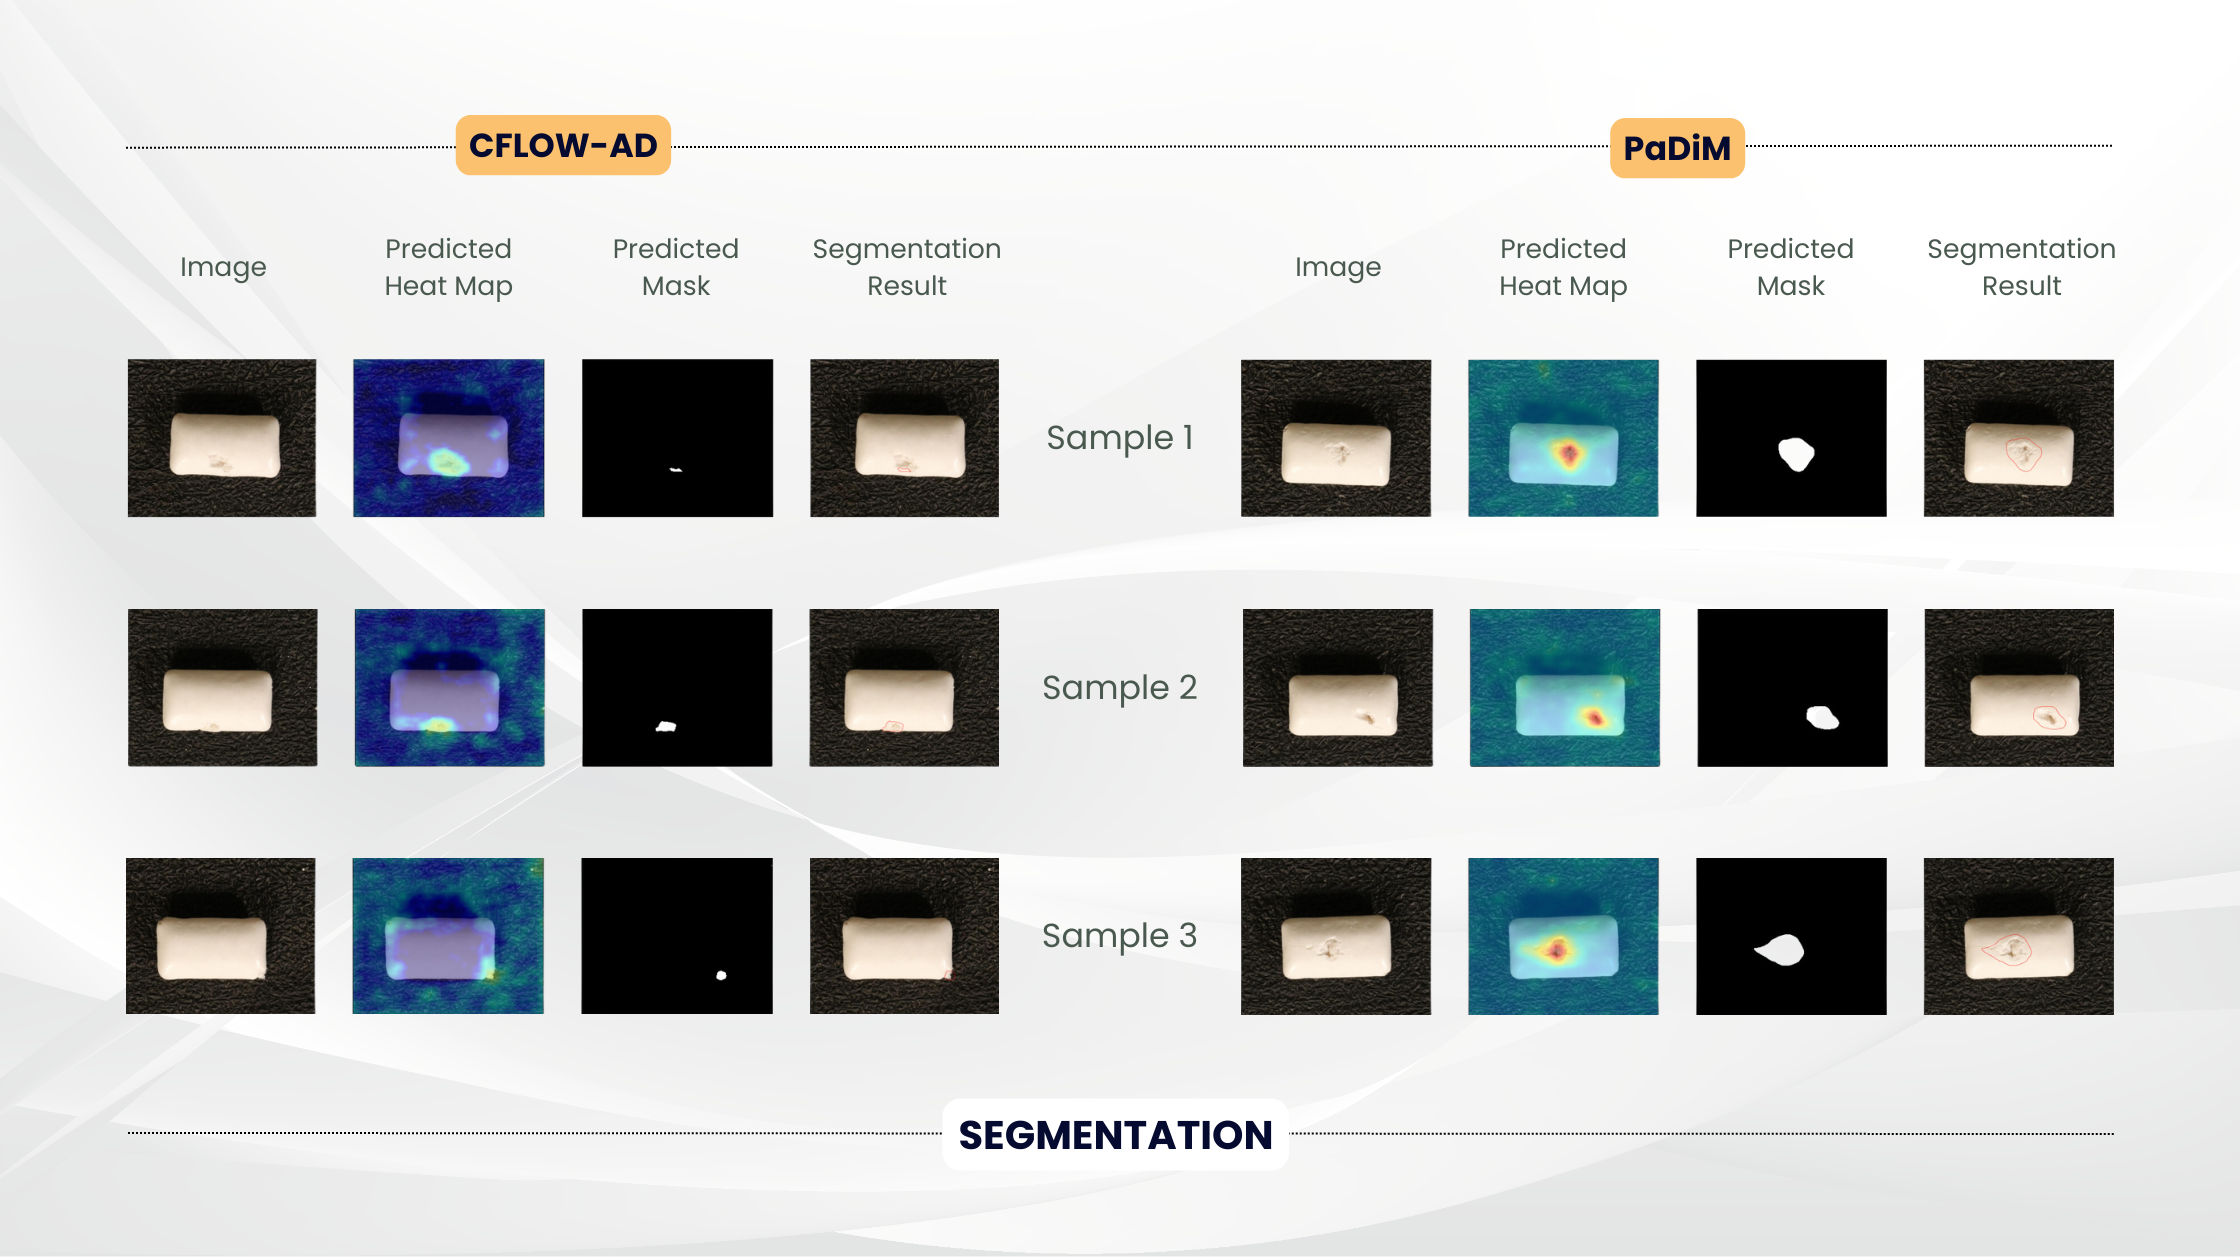 CFLOW-AD
PaDiM
Image
Predicted
Heat Map
Predicted
Mask
Segmentation
Result
Image
Predicted
Heat Map
Predicted
Mask
Segmentation
Result
Sample 1
Sample 2
Sample 3
SEGMENTATION